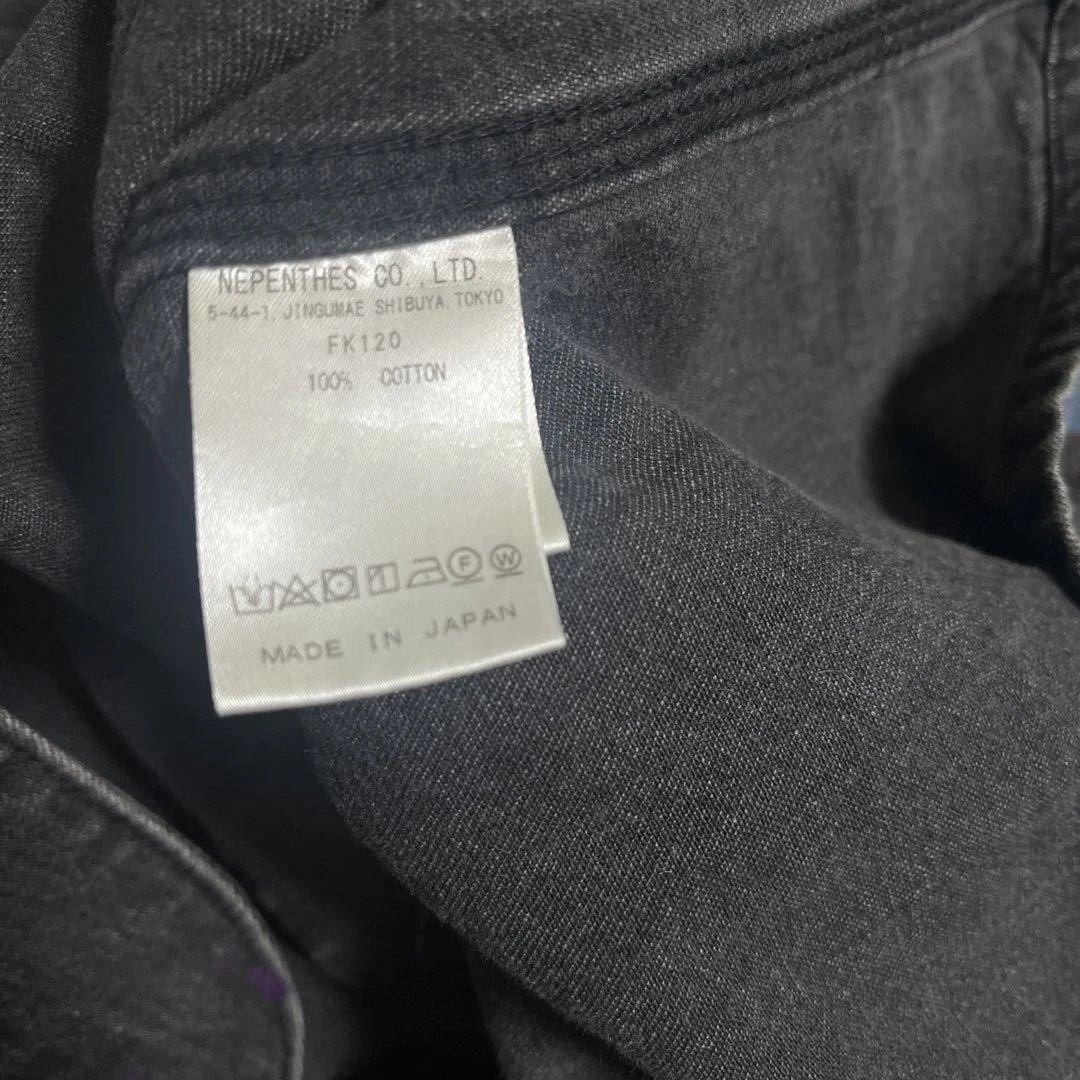 NEPENTHES CO.,LTD.
5-44-1, JINGUMAE SHIBUYA, TOKYO
FK120
100% COTTON
F W
MADE IN JAPAN